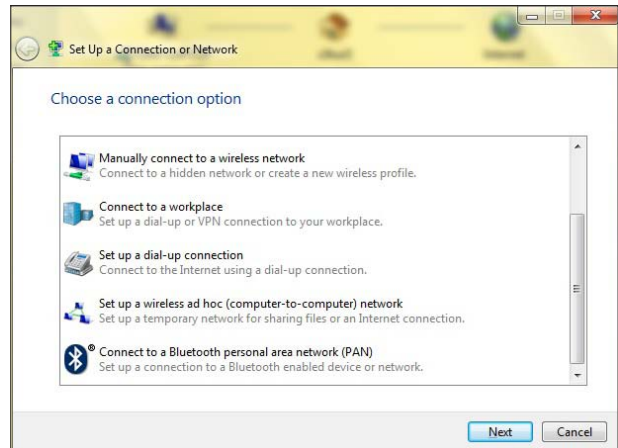 Set Up a Connection or Network
Choose a connection option
Manually connect to a wireless network
Connect to a hidden network or create a new wireless profile.
Connect to a workplace
Set up a dial-up or VPN connection to your workplace.
Set up a dial-up connection
Connect to the Internet using a dial-up connection.
Set up a wireless ad hoc (computer-to-computer) network
Set up a temporary network for sharing files or an Internet connection.
® Connect to a Bluetooth personal area network (PAN)
Set up a connection to a Bluetooth enabled device or network.
Next Cancel